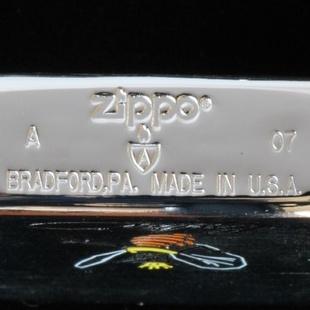 zippo®
A 07
A
BRADFORD,PA. MADE IN U.S.A.